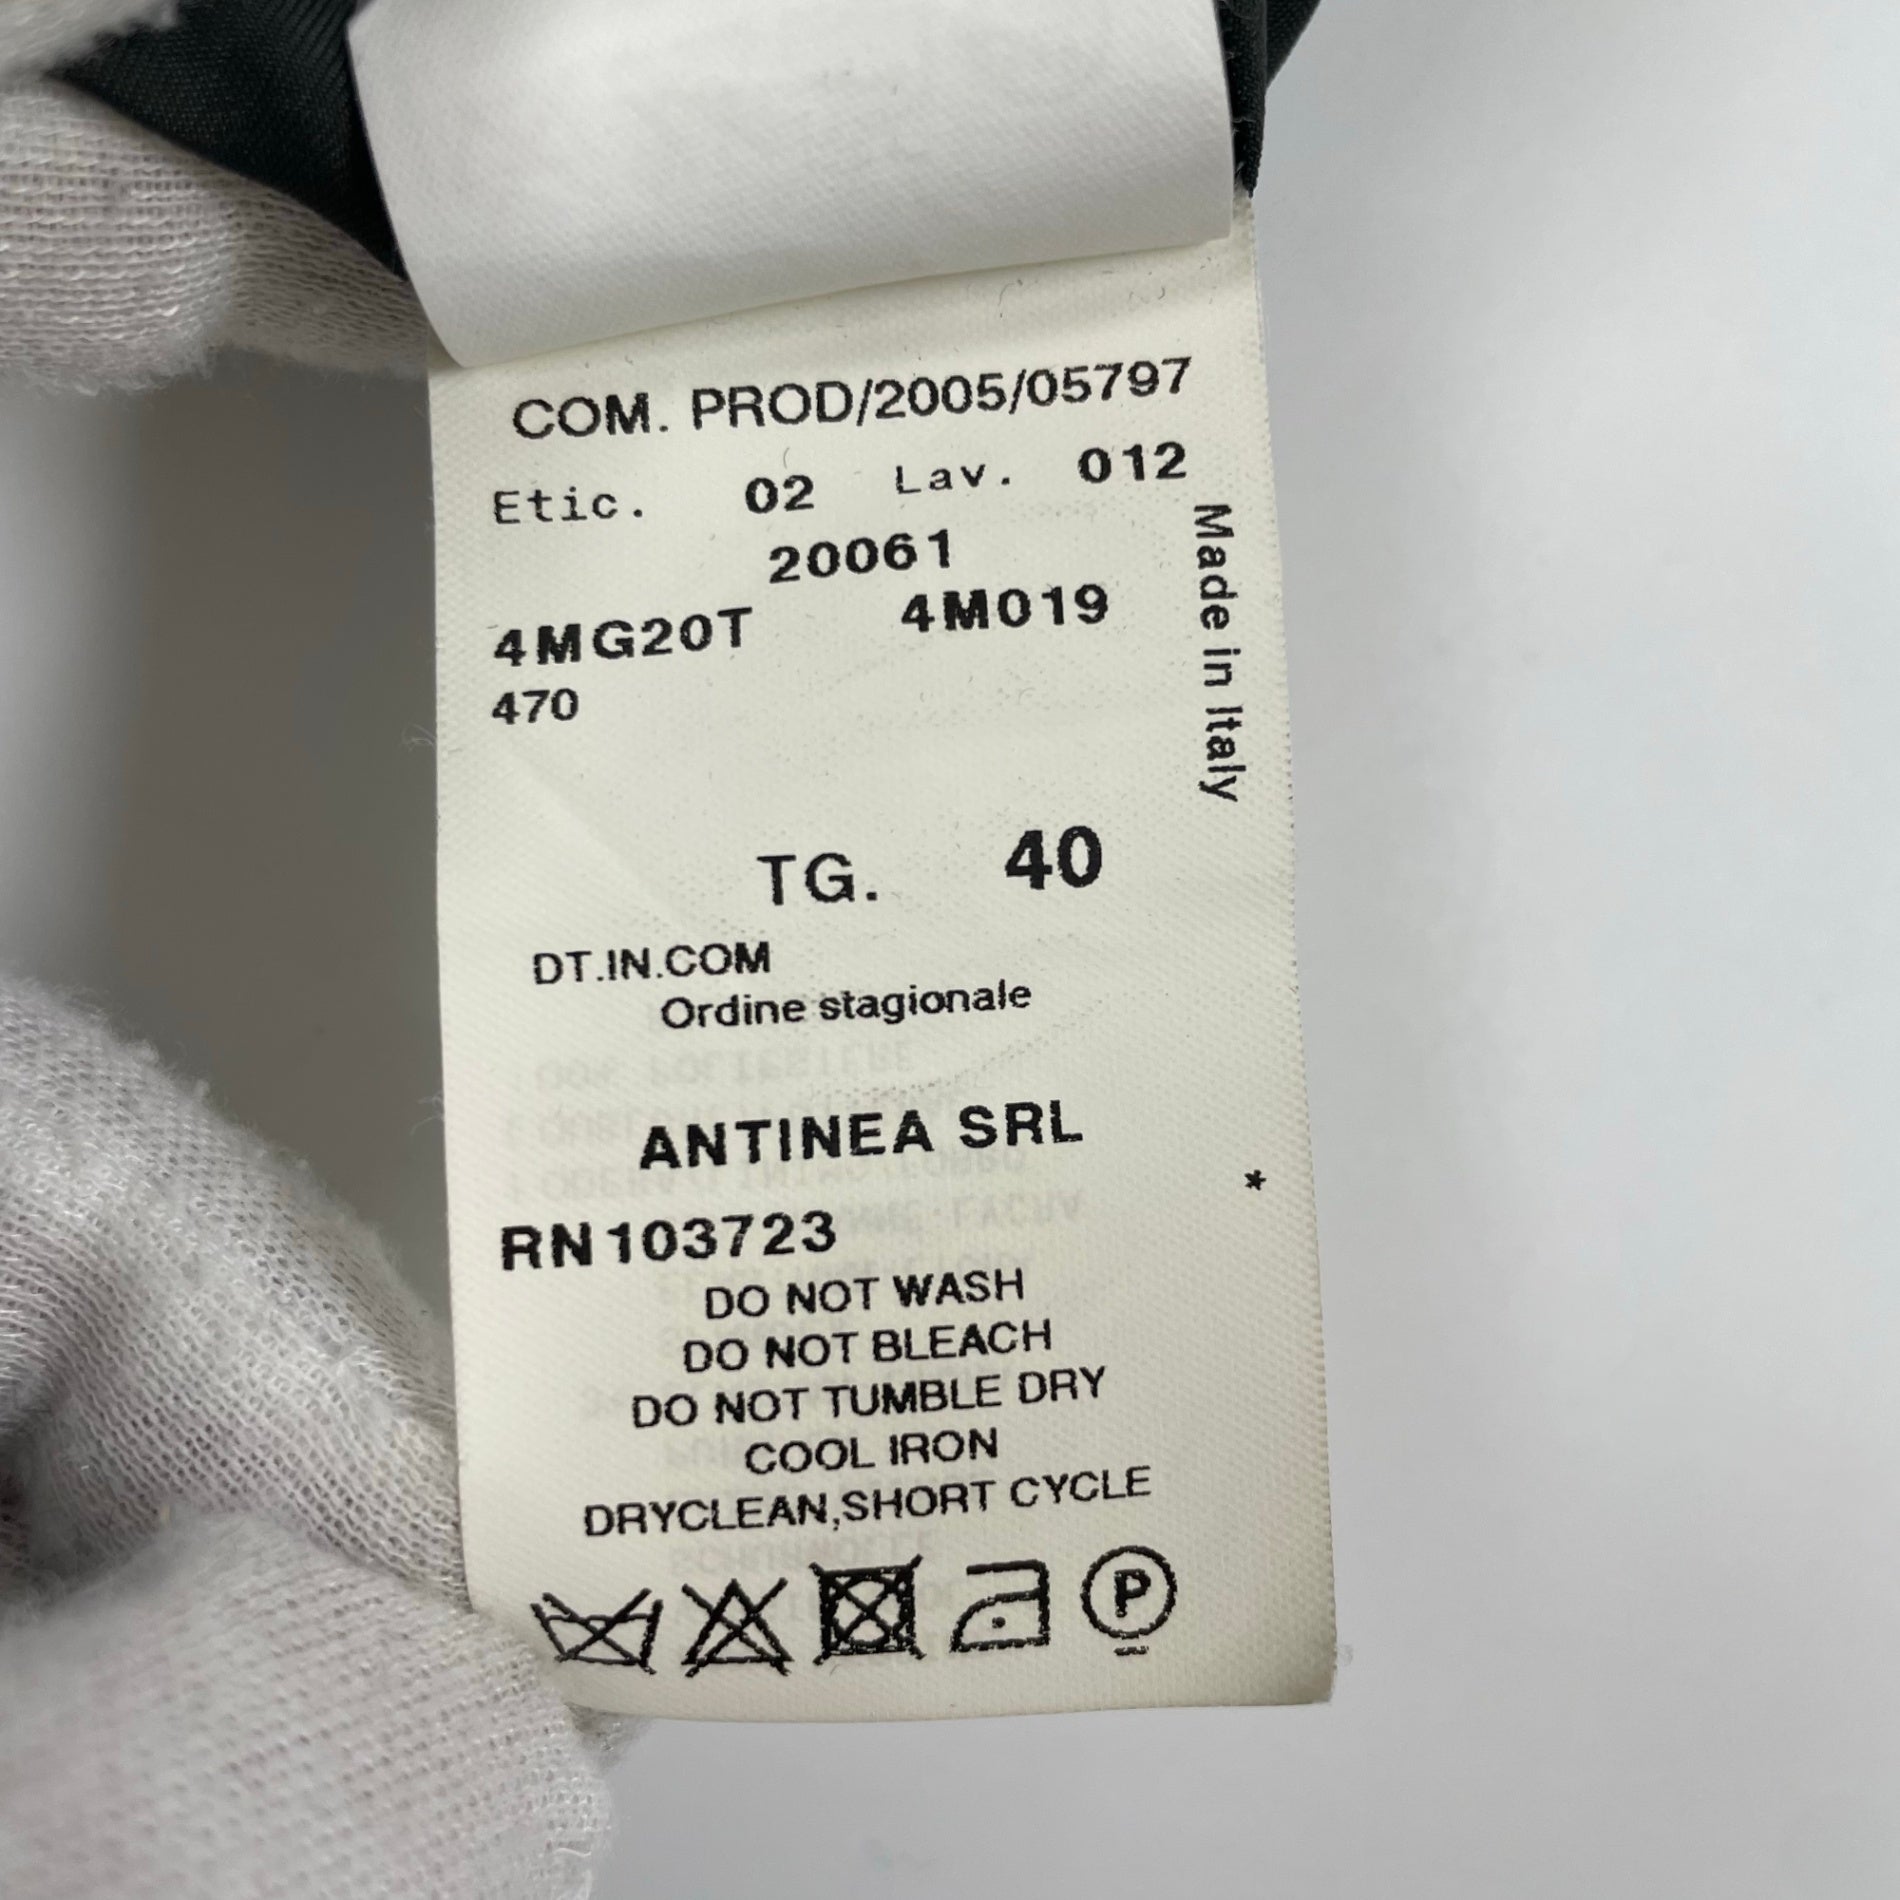 COM. PROD/2005/05797
Etic. 02 Lav. 012
20061
4MG20T 4M019
470
Made in Italy
TG. 40
DT.IN.COM
Ordine stagionale
ANTINEA SRL
*
RN103723
DO NOT WASH
DO NOT BLEACH
DO NOT TUMBLE DRY
COOL IRON
DRYCLEAN,SHORT CYCLE
P